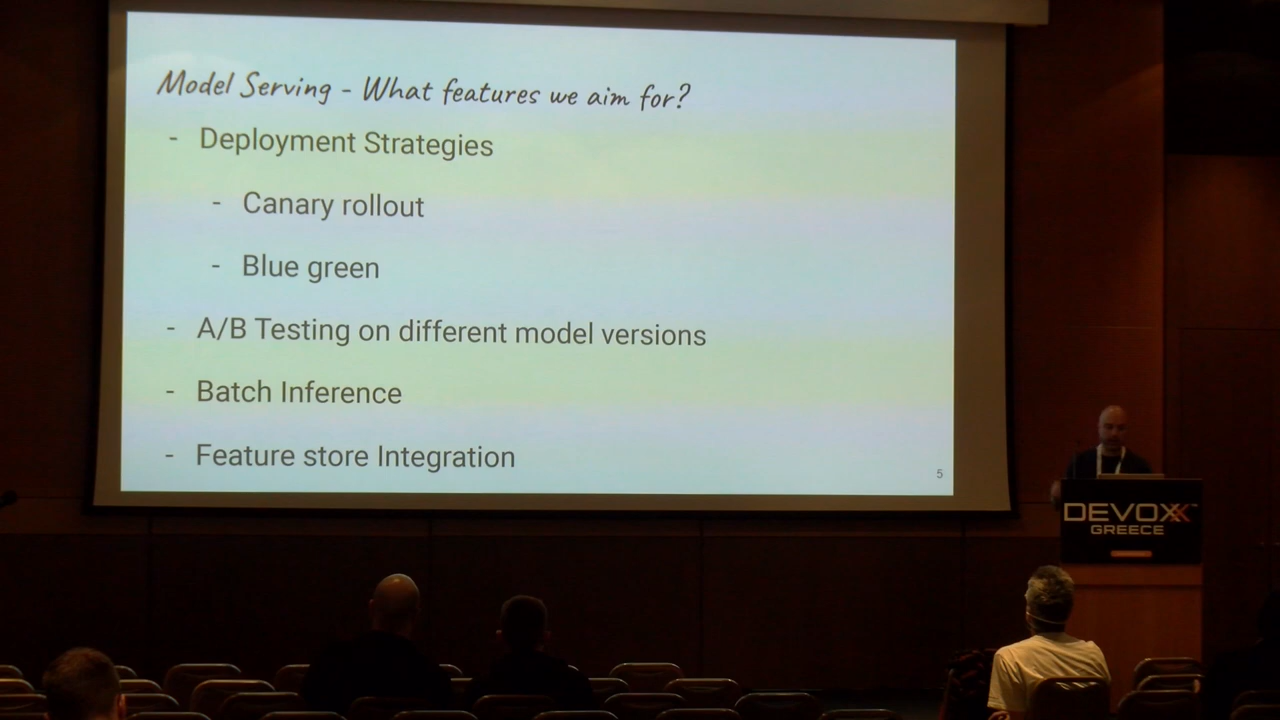 Model Serving - What features we aim for?
- Deployment Strategies
- Canary rollout
- Blue green
- A/B Testing on different model versions
- Batch Inference
- Feature store Integration
5
DEVOXX
GREECE